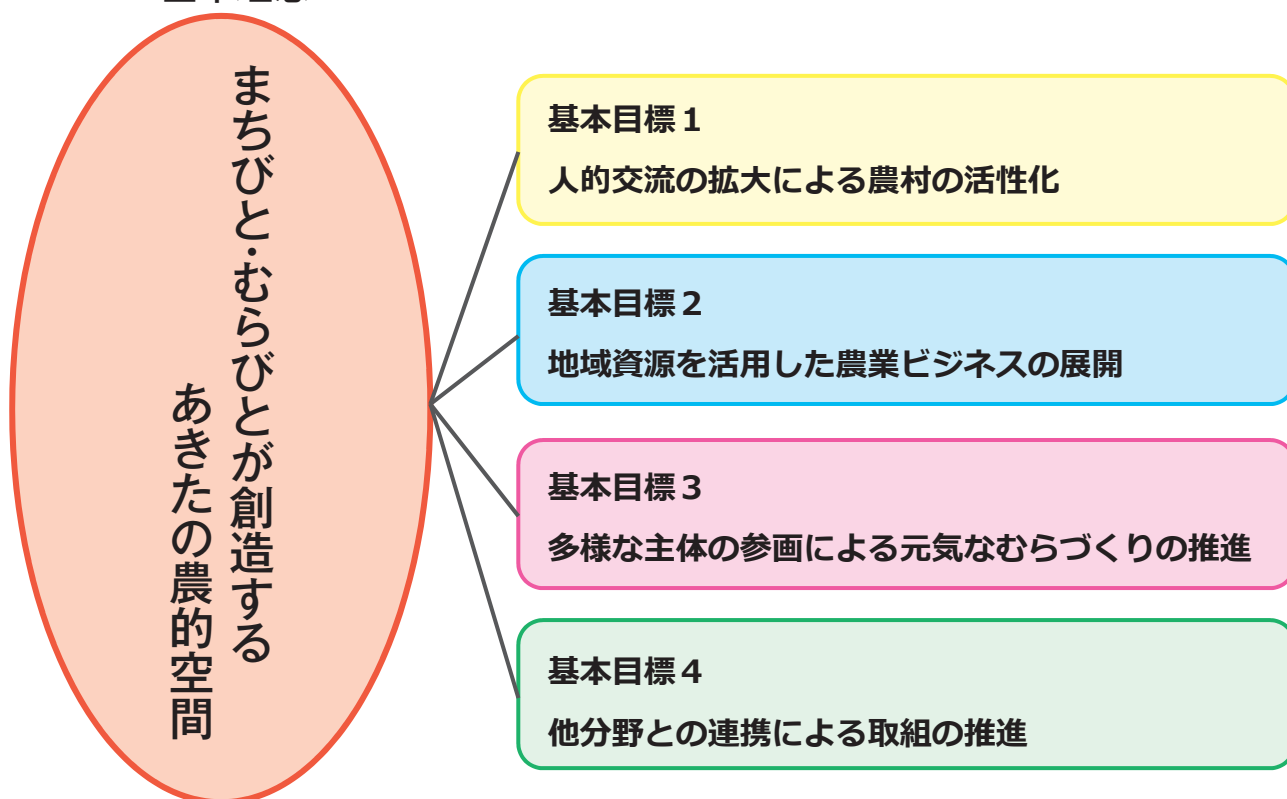 まちびと・むらびとが創造する
あきたの農的空間
基本目標１
人的交流の拡大による農村の活性化
基本目標２
地域資源を活用した農業ビジネスの展開
基本目標３
多様な主体の参画による元気なむらづくりの推進
基本目標４
他分野との連携による取組の推進